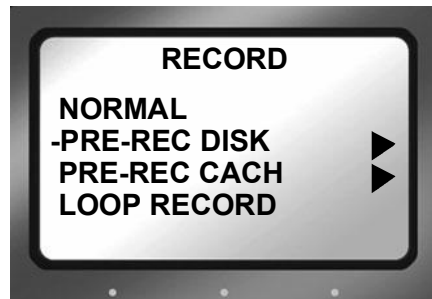 RECORD
NORMAL
-PRE-REC DISK ▶
PRE-REC CACH ▶
LOOP RECORD